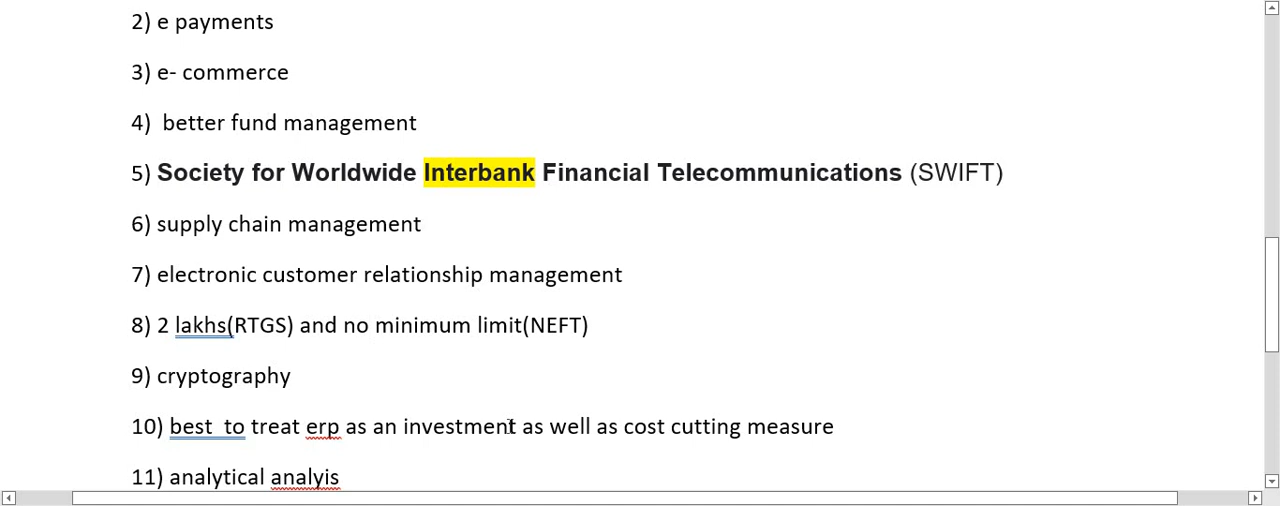 2) e payments
3) e- commerce
4)  better fund management
5) Society for Worldwide Interbank Financial Telecommunications (SWIFT)
6) supply chain management
7) electronic customer relationship management
8) 2 lakhs(RTGS) and no minimum limit(NEFT)
9) cryptography
10) best  to treat erp as an investment as well as cost cutting measure
11) analytical analyis